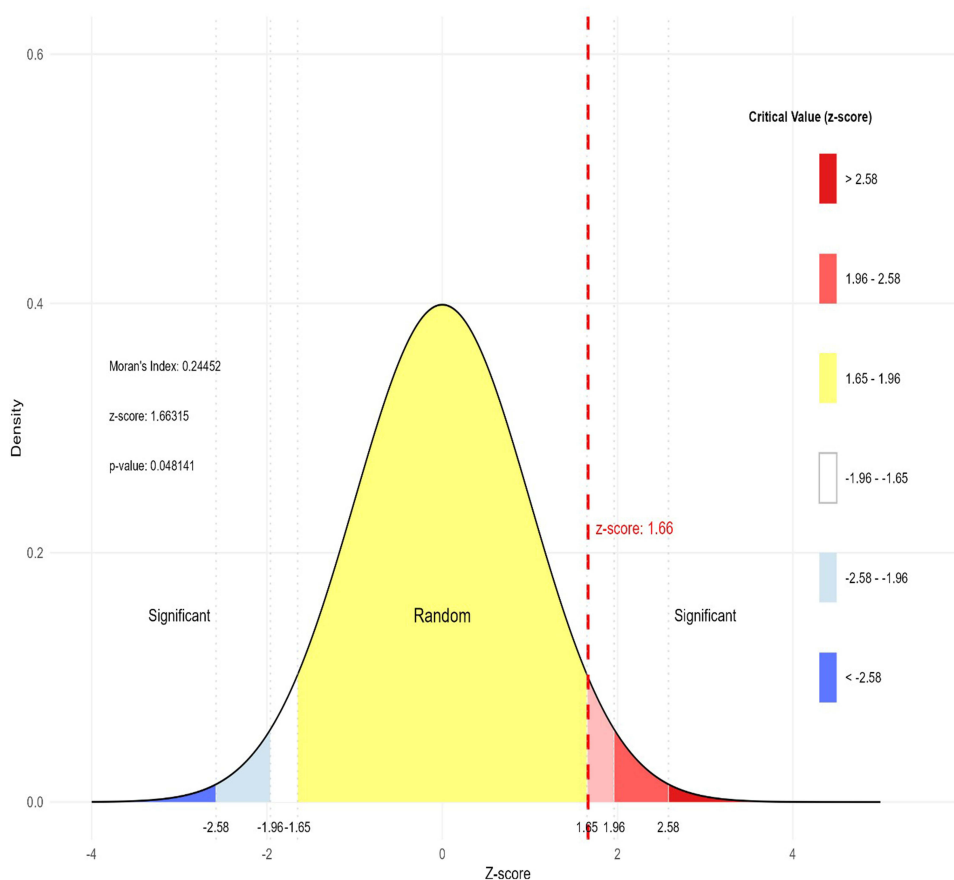 0.6
Critical Value (z-score)
> 2.58
1.96 - 2.58
0.4
Moran's Index: 0.24452
1.65 - 1.96
z-score: 1.66315
Density
p-value: 0.048141
-1.96 - -1.65
z-score: 1.66
0.2
-2.58 - -1.96
Significant
Random
Significant
< -2.58
0.0
-2.58
-1.96
-1.65
1.65
1.96
2.58
-4
-2
0
2
4
Z-score